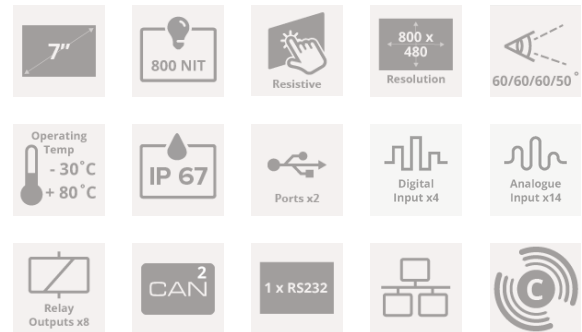 7"
800 NIT
Resistive
800 x
480
Resolution
60/60/60/50°
Operating
Temp
- 30°C
+ 80°C
IP 67
Ports x2
Digital
Input x4
Analogue
Input x14
Relay
Outputs x8
CAN 2
1 x RS232
C